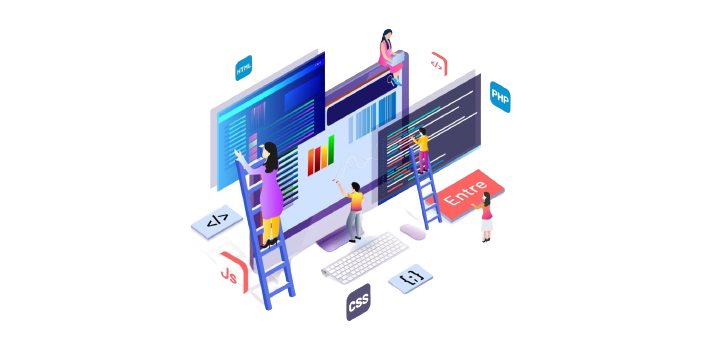 HTML
</>
PHP
Entre
</>
Js
{;}
CSS